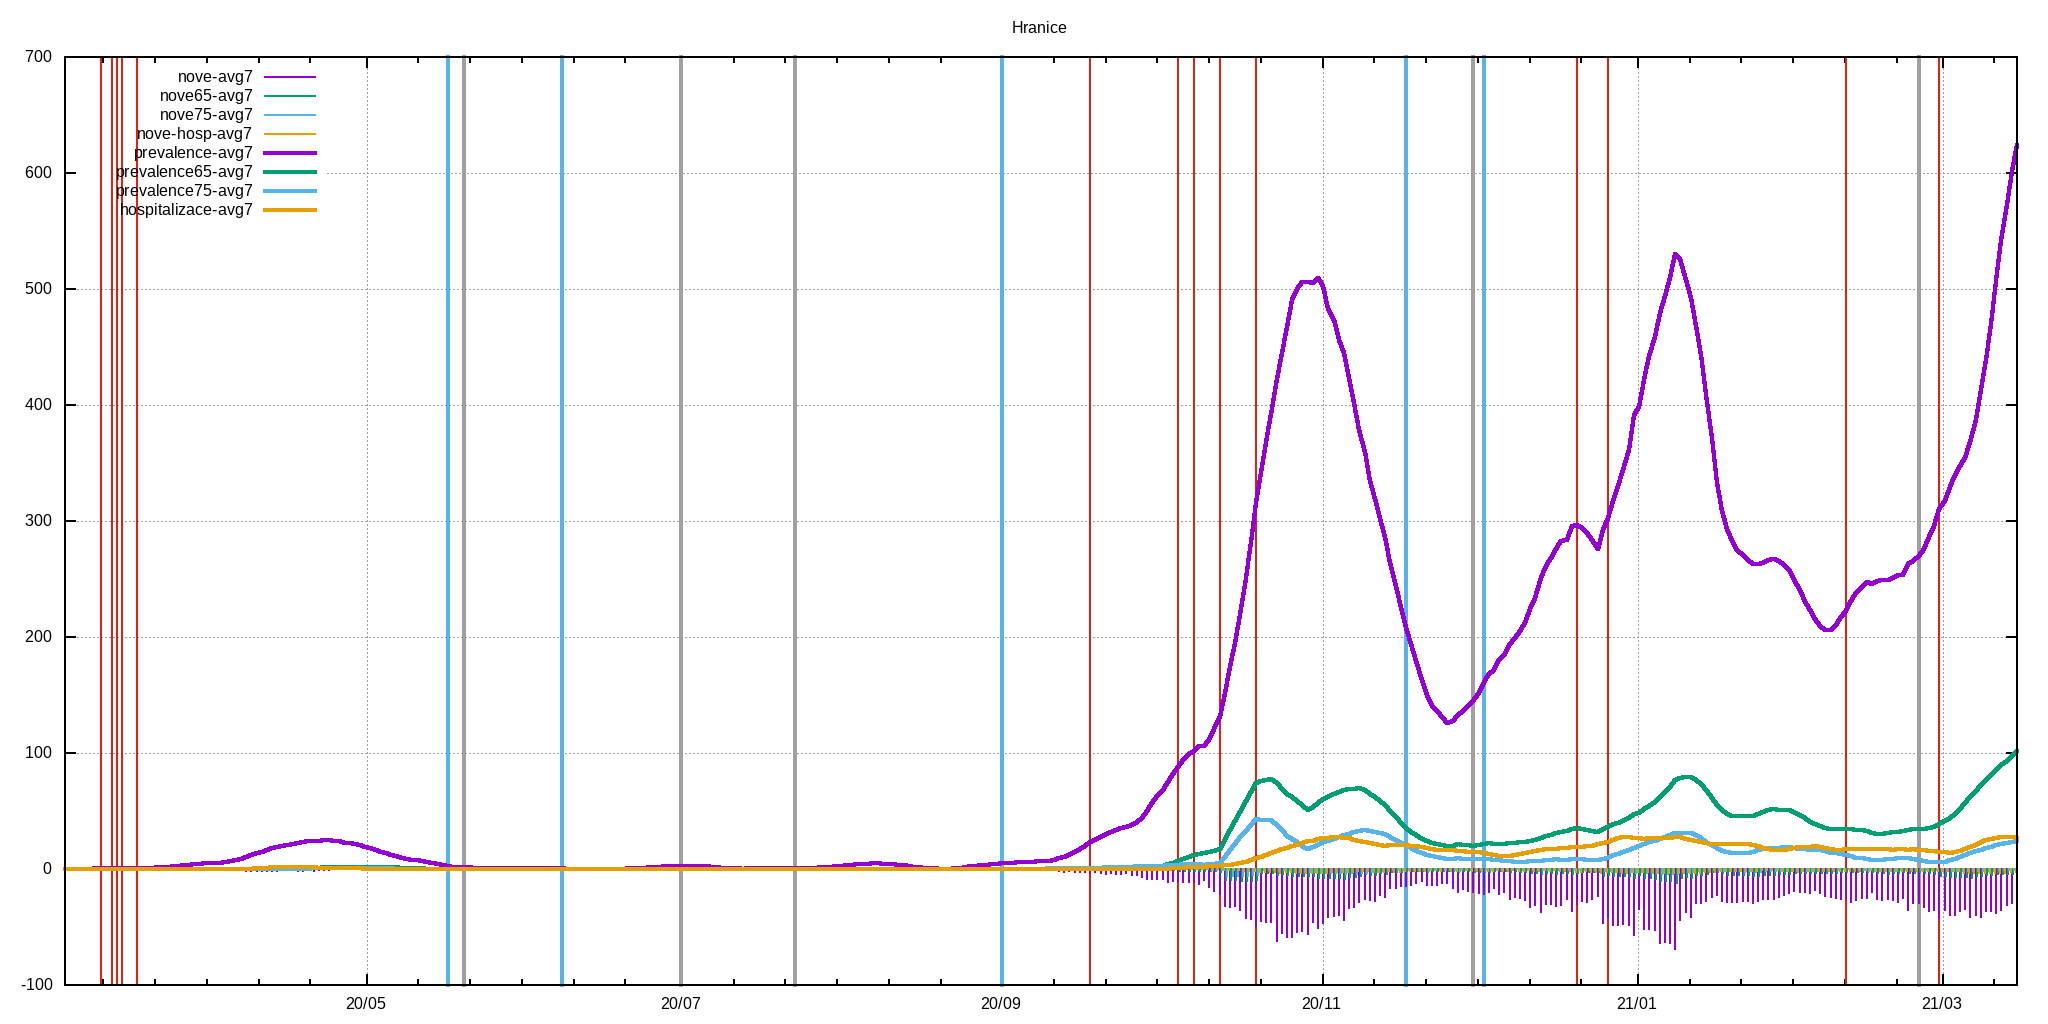 Hranice
700
600
500
400
300
200
100
0
-100
nove-avg7
nove65-avg7
nove75-avg7
nove-hosp-avg7
prevalence-avg7
prevalence65-avg7
prevalence75-avg7
hospitalizace-avg7
20/05 20/07 20/09 20/11 21/01 21/03